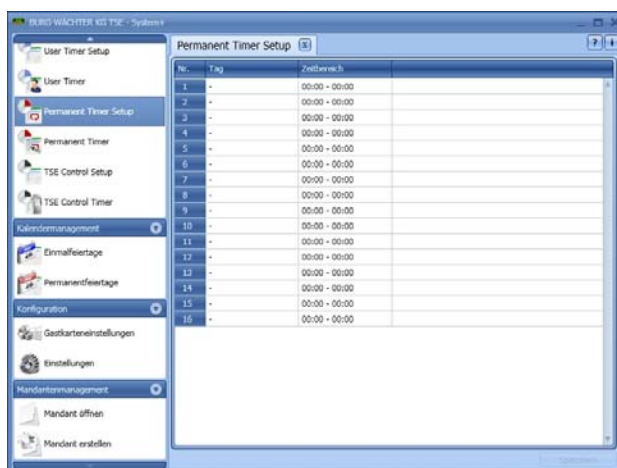 BURG-WÄCHTER KG TSE - System+
User Timer Setup
User Timer
Permanent Timer Setup
Permanent Timer
TSE Control Setup
TSE Control Timer
Kalendermanagement
Einmalfeiertage
Permanentfeiertage
Konfiguration
Gastkarteneinstellungen
Einstellungen
Mandantenmanagement
Mandant öffnen
Mandant erstellen
Permanent Timer Setup
? i
Nr. Tag Zeitbereich
1 - 00:00 - 00:00
2 - 00:00 - 00:00
3 - 00:00 - 00:00
4 - 00:00 - 00:00
5 - 00:00 - 00:00
6 - 00:00 - 00:00
7 - 00:00 - 00:00
8 - 00:00 - 00:00
9 - 00:00 - 00:00
10 - 00:00 - 00:00
11 - 00:00 - 00:00
12 - 00:00 - 00:00
13 - 00:00 - 00:00
14 - 00:00 - 00:00
15 - 00:00 - 00:00
16 - 00:00 - 00:00
Speichern